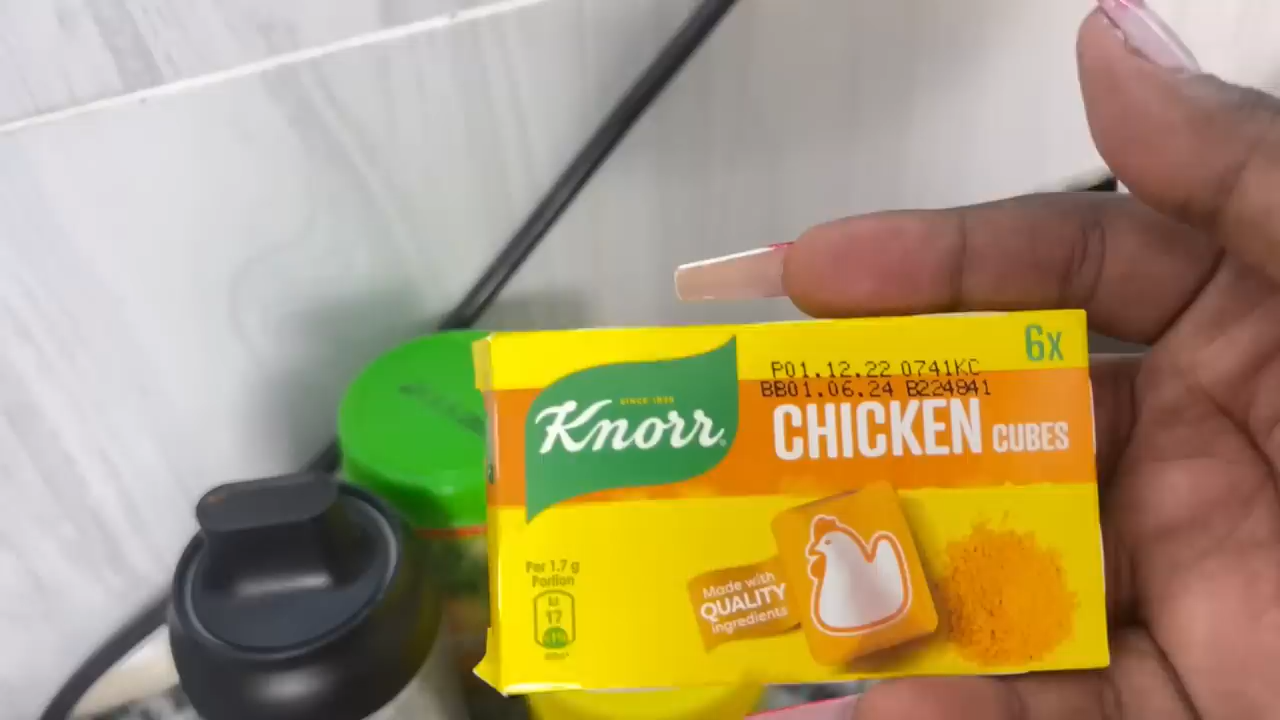 6x
P01.12.22 0741KC
BB01.06.24 B224841
SINCE 1838
Knorr
CHICKEN CUBES
Per 1.7 g
Portion
kJ
17
<1%
Made with
QUALITY
ingredients